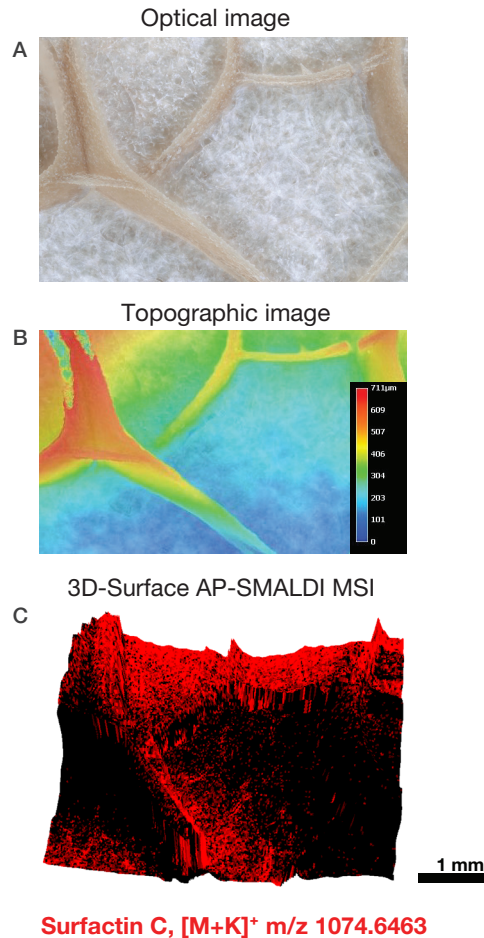 Optical image
A
Topographic image
B
711μm
609
507
406
304
203
101
0
3D-Surface AP-SMALDI MSI
C
1 mm
Surfactin C, [M+K]⁺ m/z 1074.6463